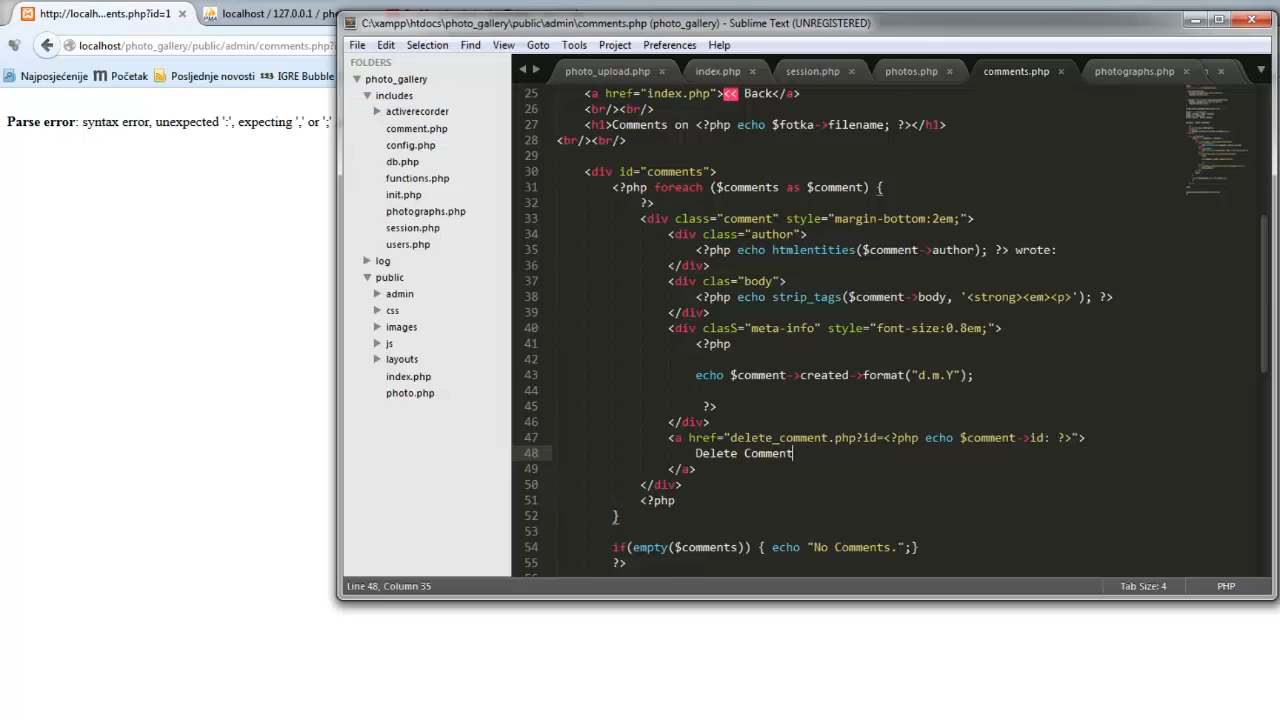 http://localh...ents.php?id=1
localhost / 127.0.0.1 / ph
localhost/photo_gallery/public/admin/comments.php?
Najposjećenije Početak Posljednje novosti 123 IGRE Bubble
Parse error: syntax error, unexpected ':', expecting ',' or ';'
C:\xampp\htdocs\photo_gallery\public\admin\comments.php (photo_gallery) - Sublime Text (UNREGISTERED)
File Edit Selection Find View Goto Tools Project Preferences Help
FOLDERS
photo_gallery
includes
activerecorder
comment.php
config.php
db.php
functions.php
init.php
photographs.php
session.php
users.php
log
public
admin
css
images
js
layouts
index.php
photo.php
photo_upload.php index.php session.php photos.php comments.php photographs.php
25 <a href="index.php"><< Back</a>
26 <br/><br/>
27 <h1>Comments on <?php echo $fotka->filename; ?></h1>
28 <br/><br/>
29
30 <div id="comments">
31 <?php foreach ($comments as $comment) {
32 ?>
33 <div class="comment" style="margin-bottom:2em;">
34 <div class="author">
35 <?php echo htmlentities($comment->author); ?> wrote:
36 </div>
37 <div clas="body">
38 <?php echo strip_tags($comment->body, '<strong><em><p>'); ?>
39 </div>
40 <div clasS="meta-info" style="font-size:0.8em;">
41 <?php
42
43 echo $comment->created->format("d.m.Y");
44
45 ?>
46 </div>
47 <a href="delete_comment.php?id=<?php echo $comment->id: ?>">
48 Delete Comment
49 </a>
50 </div>
51 <?php
52 }
53
54 if(empty($comments)) { echo "No Comments.";}
55 ?>
Line 48, Column 35 Tab Size: 4 PHP